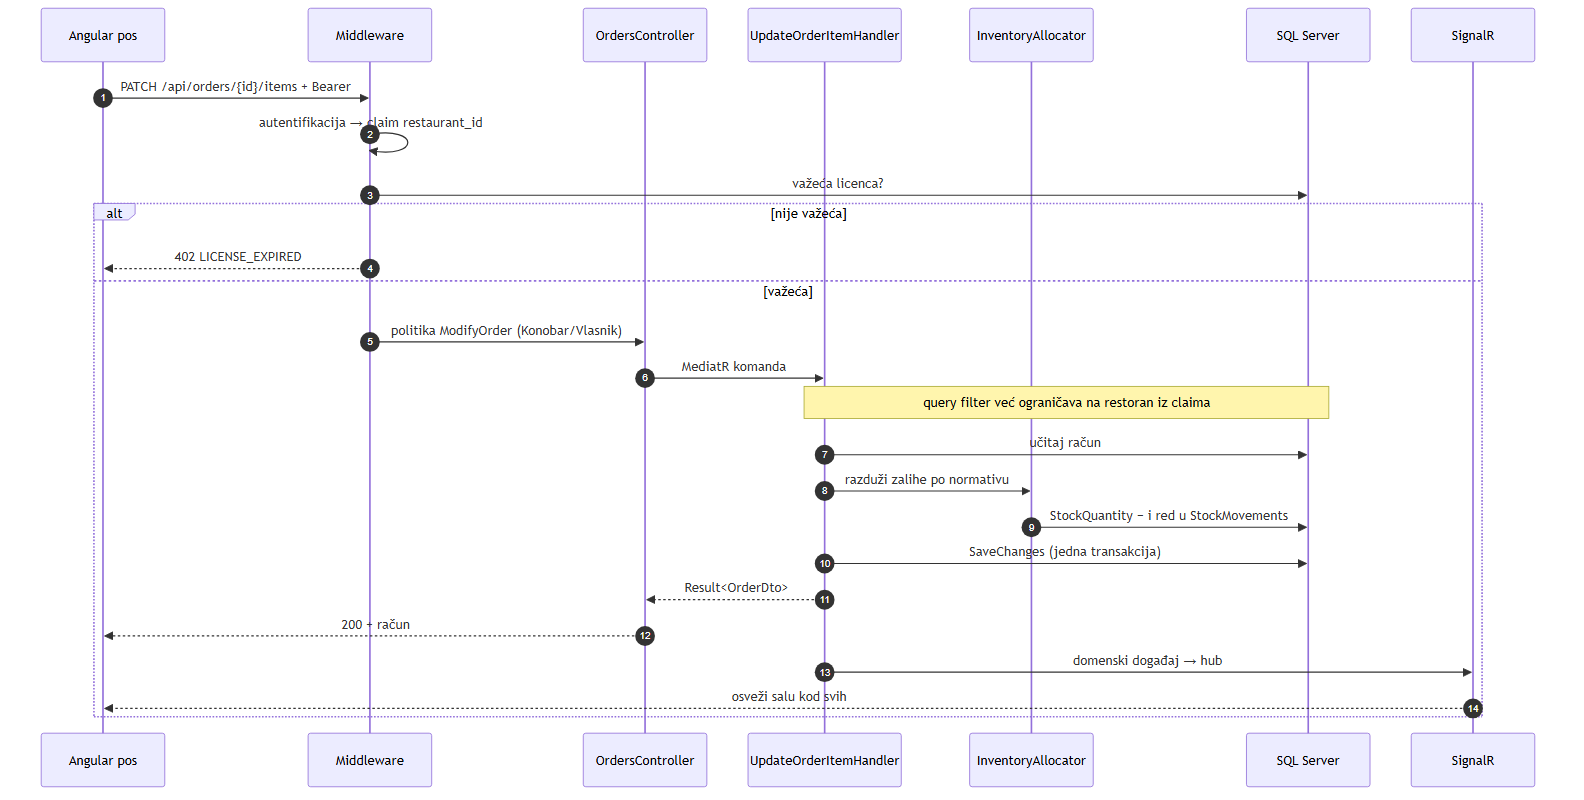 Angular pos
Middleware
OrdersController
UpdateOrderItemHandler
InventoryAllocator
SQL Server
SignalR
1 PATCH /api/orders/{id}/items + Bearer
autentifikacija → claim restaurant_id
2
važeća licenca?
3
alt
[nije važeća]
402 LICENSE_EXPIRED
4
[važeća]
politika ModifyOrder (Konobar/Vlasnik)
5
MediatR komanda
6
query filter već ograničava na restoran iz claima
učitaj račun
7
razduži zalihe po normativu
8
StockQuantity − i red u StockMovements
9
SaveChanges (jedna transakcija)
10
Result<OrderDto>
11
200 + račun
12
domenski događaj → hub
13
osveži salu kod svih
14
Angular pos
Middleware
OrdersController
UpdateOrderItemHandler
InventoryAllocator
SQL Server
SignalR